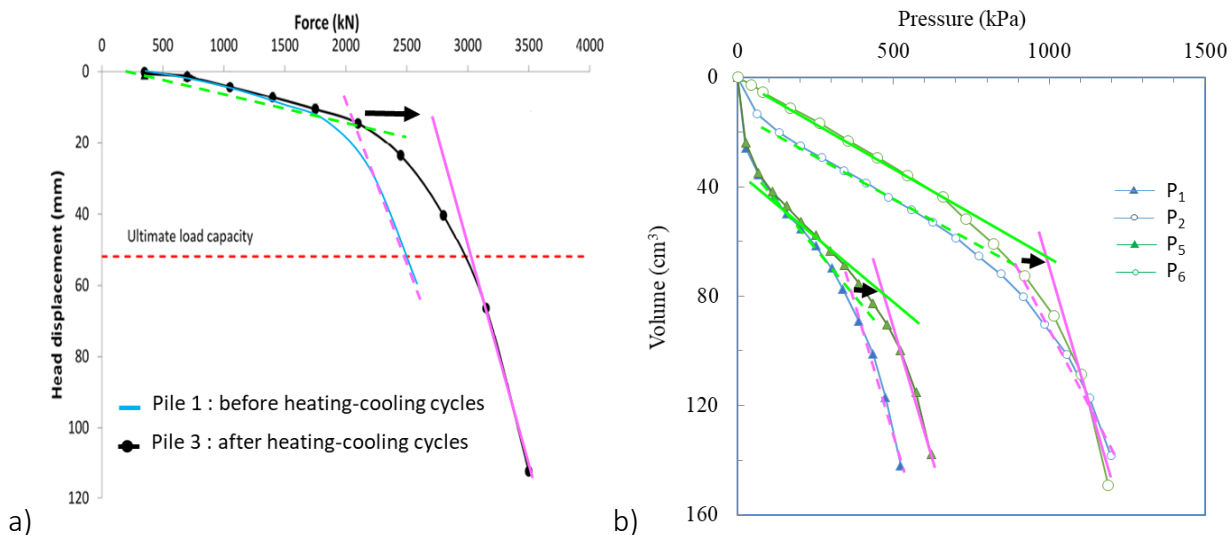 Force (kN)
0 500 1000 1500 2000 2500 3000 3500 4000
0
20
40
60
80
100
120
Head displacement (mm)
Ultimate load capacity
Pile 1 : before heating-cooling cycles
Pile 3 : after heating-cooling cycles
a)
Pressure (kPa)
0 500 1000 1500
0
40
80
120
160
Volume (cm³)
P₁
P₂
P₅
P₆
b)